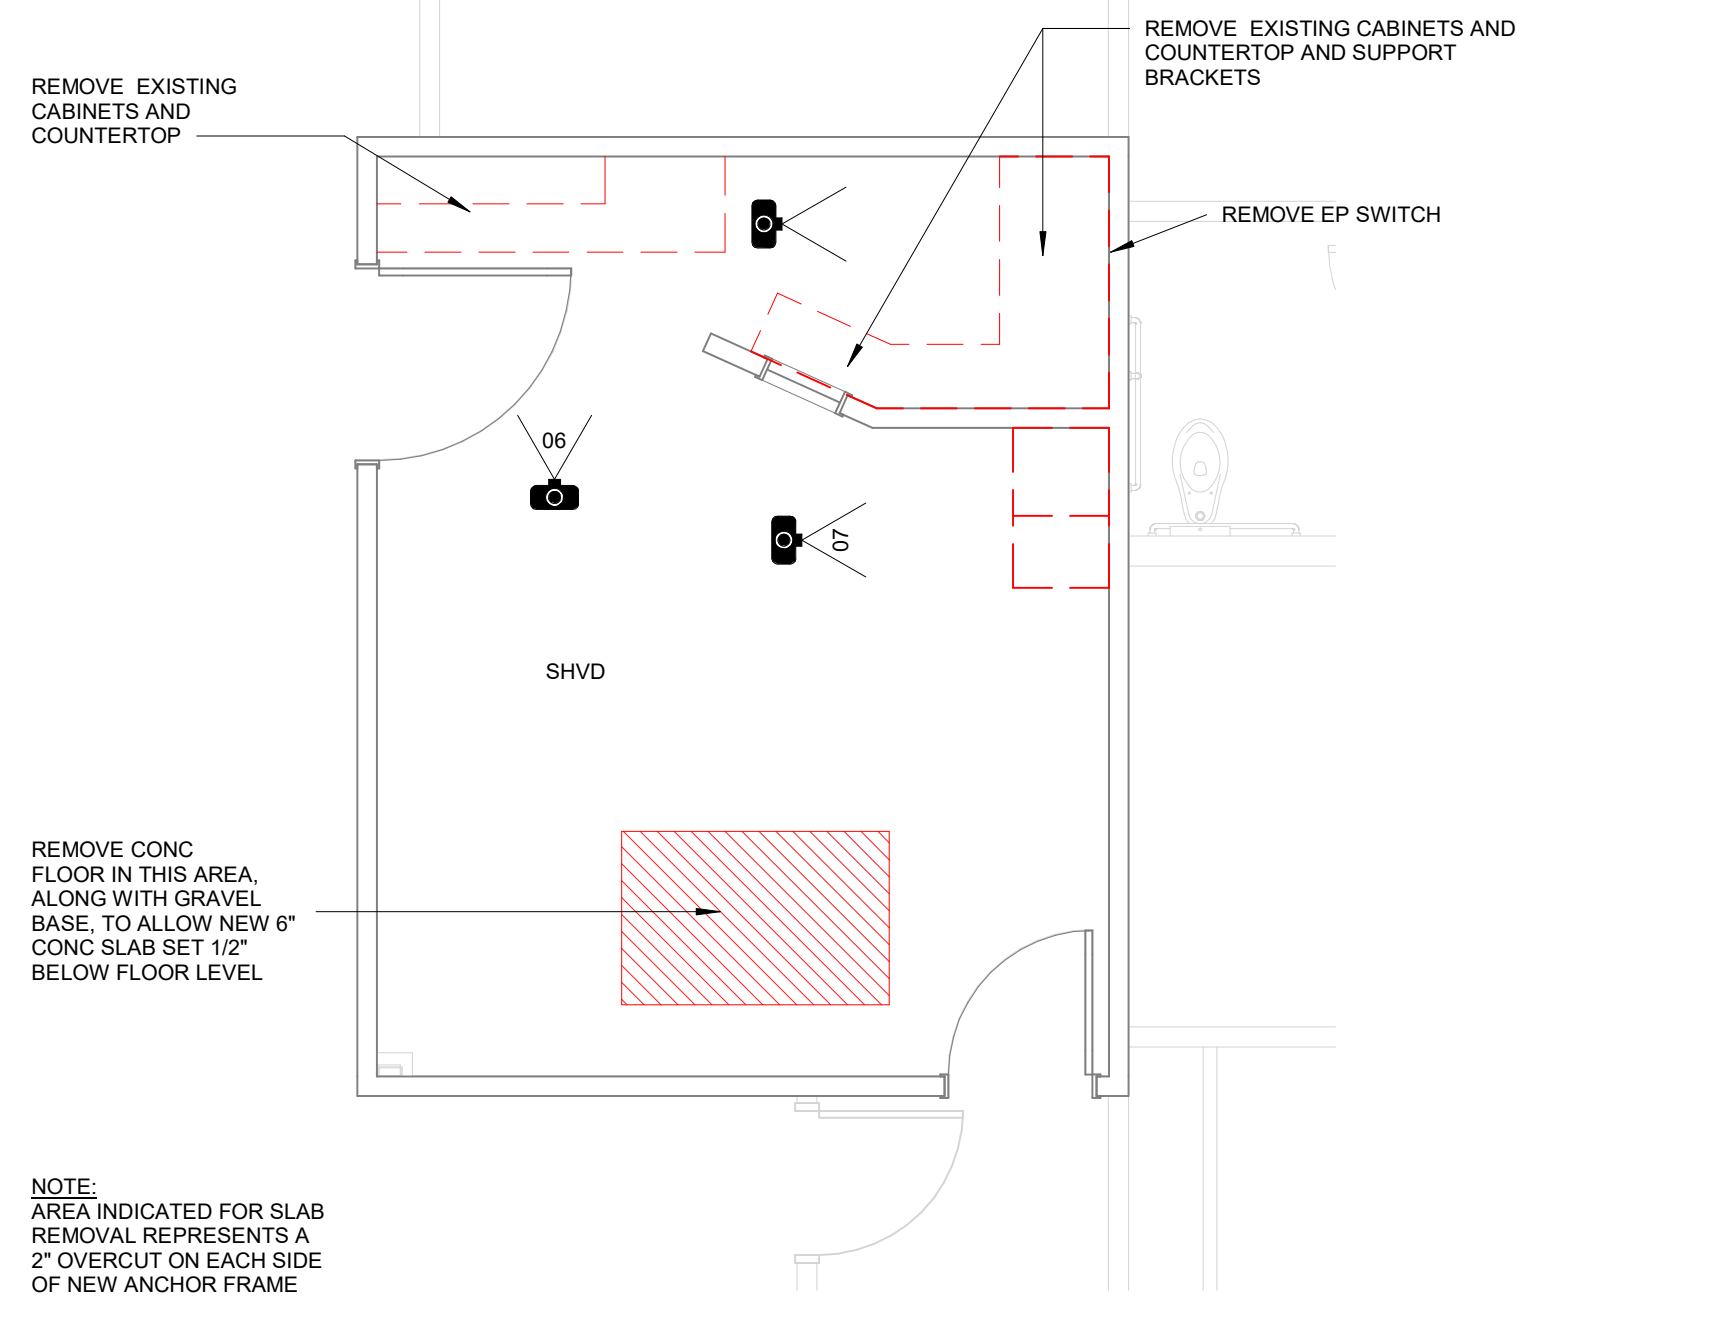 REMOVE  EXISTING CABINETS AND
COUNTERTOP AND SUPPORT
BRACKETS
REMOVE  EXISTING
CABINETS AND
COUNTERTOP
REMOVE EP SWITCH
06
07
SHVD
REMOVE CONC
FLOOR IN THIS AREA,
ALONG WITH GRAVEL
BASE, TO ALLOW NEW 6"
CONC SLAB SET 1/2"
BELOW FLOOR LEVEL
NOTE:
AREA INDICATED FOR SLAB
REMOVAL REPRESENTS A
2" OVERCUT ON EACH SIDE
OF NEW ANCHOR FRAME